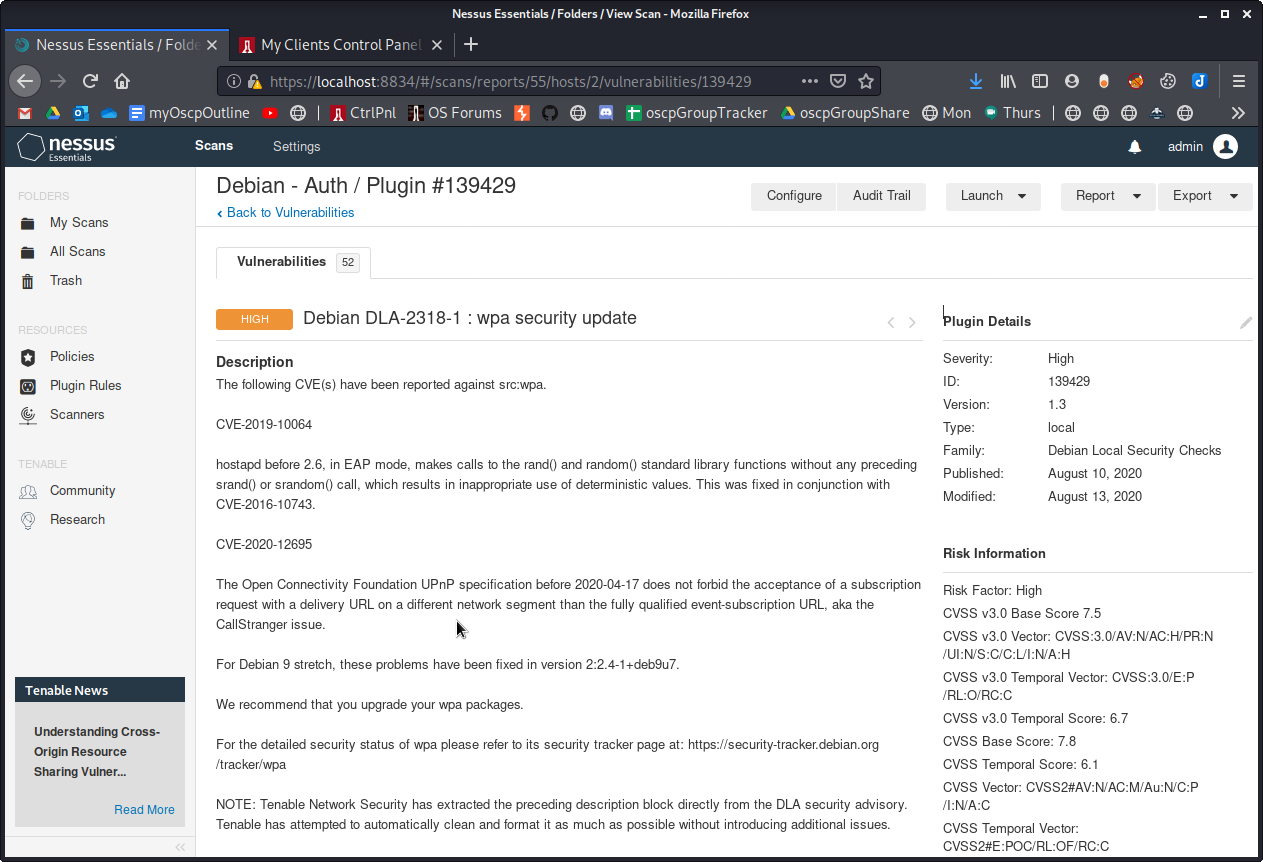 Nessus Essentials / Folders / View Scan - Mozilla Firefox
Nessus Essentials / Folde
My Clients Control Panel
https://localhost:8834/#/scans/reports/55/hosts/2/vulnerabilities/139429
myOscpOutline
CtrlPnl
OS Forums
oscpGroupTracker
oscpGroupShare
Mon
Thurs
nessus
Essentials
Scans
Settings
admin
FOLDERS
My Scans
All Scans
Trash
RESOURCES
Policies
Plugin Rules
Scanners
TENABLE
Community
Research
Tenable News
Understanding Cross-
Origin Resource
Sharing Vulner...
Read More
Debian - Auth / Plugin #139429
Back to Vulnerabilities
Configure
Audit Trail
Launch
Report
Export
Vulnerabilities 52
HIGH
Debian DLA-2318-1 : wpa security update
Description
The following CVE(s) have been reported against src:wpa.
CVE-2019-10064
hostapd before 2.6, in EAP mode, makes calls to the rand() and random() standard library functions without any preceding
srand() or srandom() call, which results in inappropriate use of deterministic values. This was fixed in conjunction with
CVE-2016-10743.
CVE-2020-12695
The Open Connectivity Foundation UPnP specification before 2020-04-17 does not forbid the acceptance of a subscription
request with a delivery URL on a different network segment than the fully qualified event-subscription URL, aka the
CallStranger issue.
For Debian 9 stretch, these problems have been fixed in version 2:2.4-1+deb9u7.
We recommend that you upgrade your wpa packages.
For the detailed security status of wpa please refer to its security tracker page at: https://security-tracker.debian.org
/tracker/wpa
NOTE: Tenable Network Security has extracted the preceding description block directly from the DLA security advisory.
Tenable has attempted to automatically clean and format it as much as possible without introducing additional issues.
Plugin Details
Severity: High
ID: 139429
Version: 1.3
Type: local
Family: Debian Local Security Checks
Published: August 10, 2020
Modified: August 13, 2020
Risk Information
Risk Factor: High
CVSS v3.0 Base Score 7.5
CVSS v3.0 Vector: CVSS:3.0/AV:N/AC:H/PR:N
/UI:N/S:C/C:L/I:N/A:H
CVSS v3.0 Temporal Vector: CVSS:3.0/E:P
/RL:O/RC:C
CVSS v3.0 Temporal Score: 6.7
CVSS Base Score: 7.8
CVSS Temporal Score: 6.1
CVSS Vector: CVSS2#AV:N/AC:M/Au:N/C:P
/I:N/A:C
CVSS Temporal Vector:
CVSS2#E:POC/RL:OF/RC:C